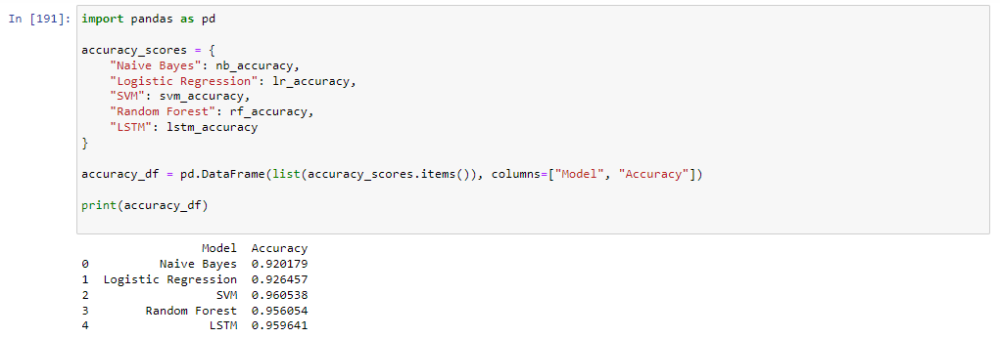 In [191]: import pandas as pd
accuracy_scores = {
"Naive Bayes": nb_accuracy,
"Logistic Regression": lr_accuracy,
"SVM": svm_accuracy,
"Random Forest": rf_accuracy,
"LSTM": lstm_accuracy
}
accuracy_df = pd.DataFrame(list(accuracy_scores.items()), columns=["Model", "Accuracy"])
print(accuracy_df)
Model Accuracy
0 Naive Bayes 0.920179
1 Logistic Regression 0.926457
2 SVM 0.960538
3 Random Forest 0.956054
4 LSTM 0.959641